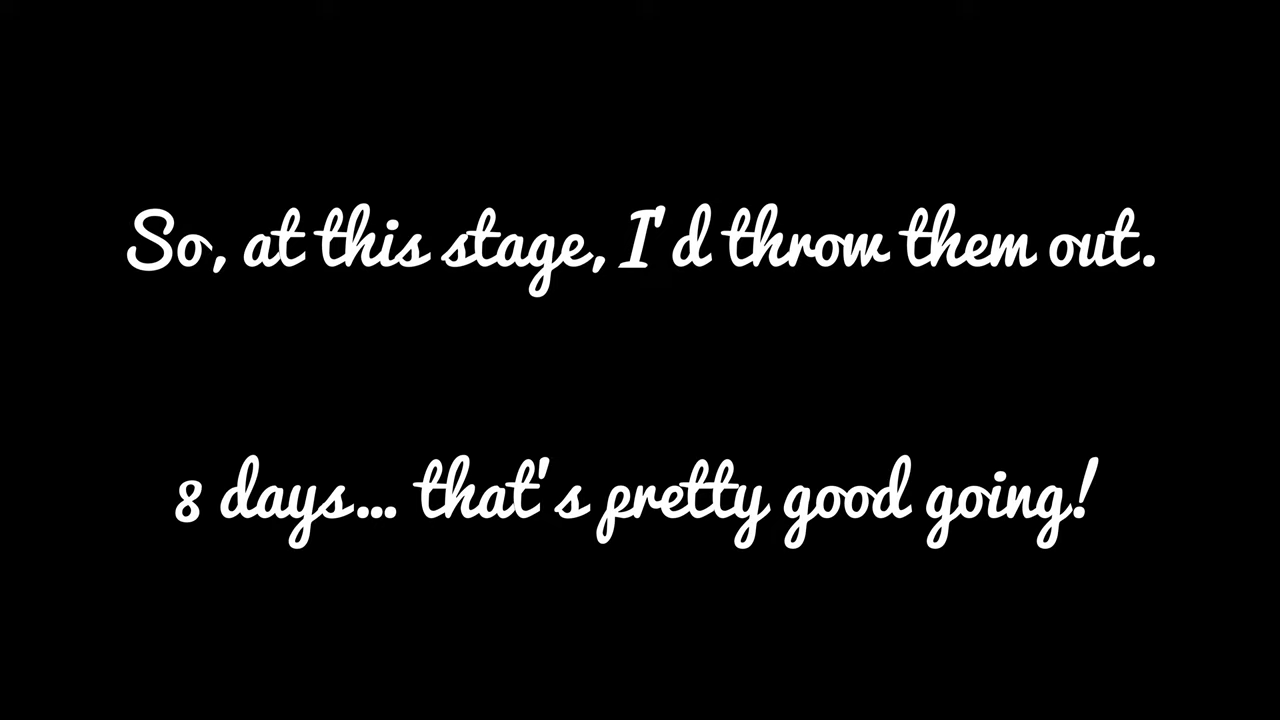 So, at this stage, I'd throw them out.
8 days... that's pretty good going!